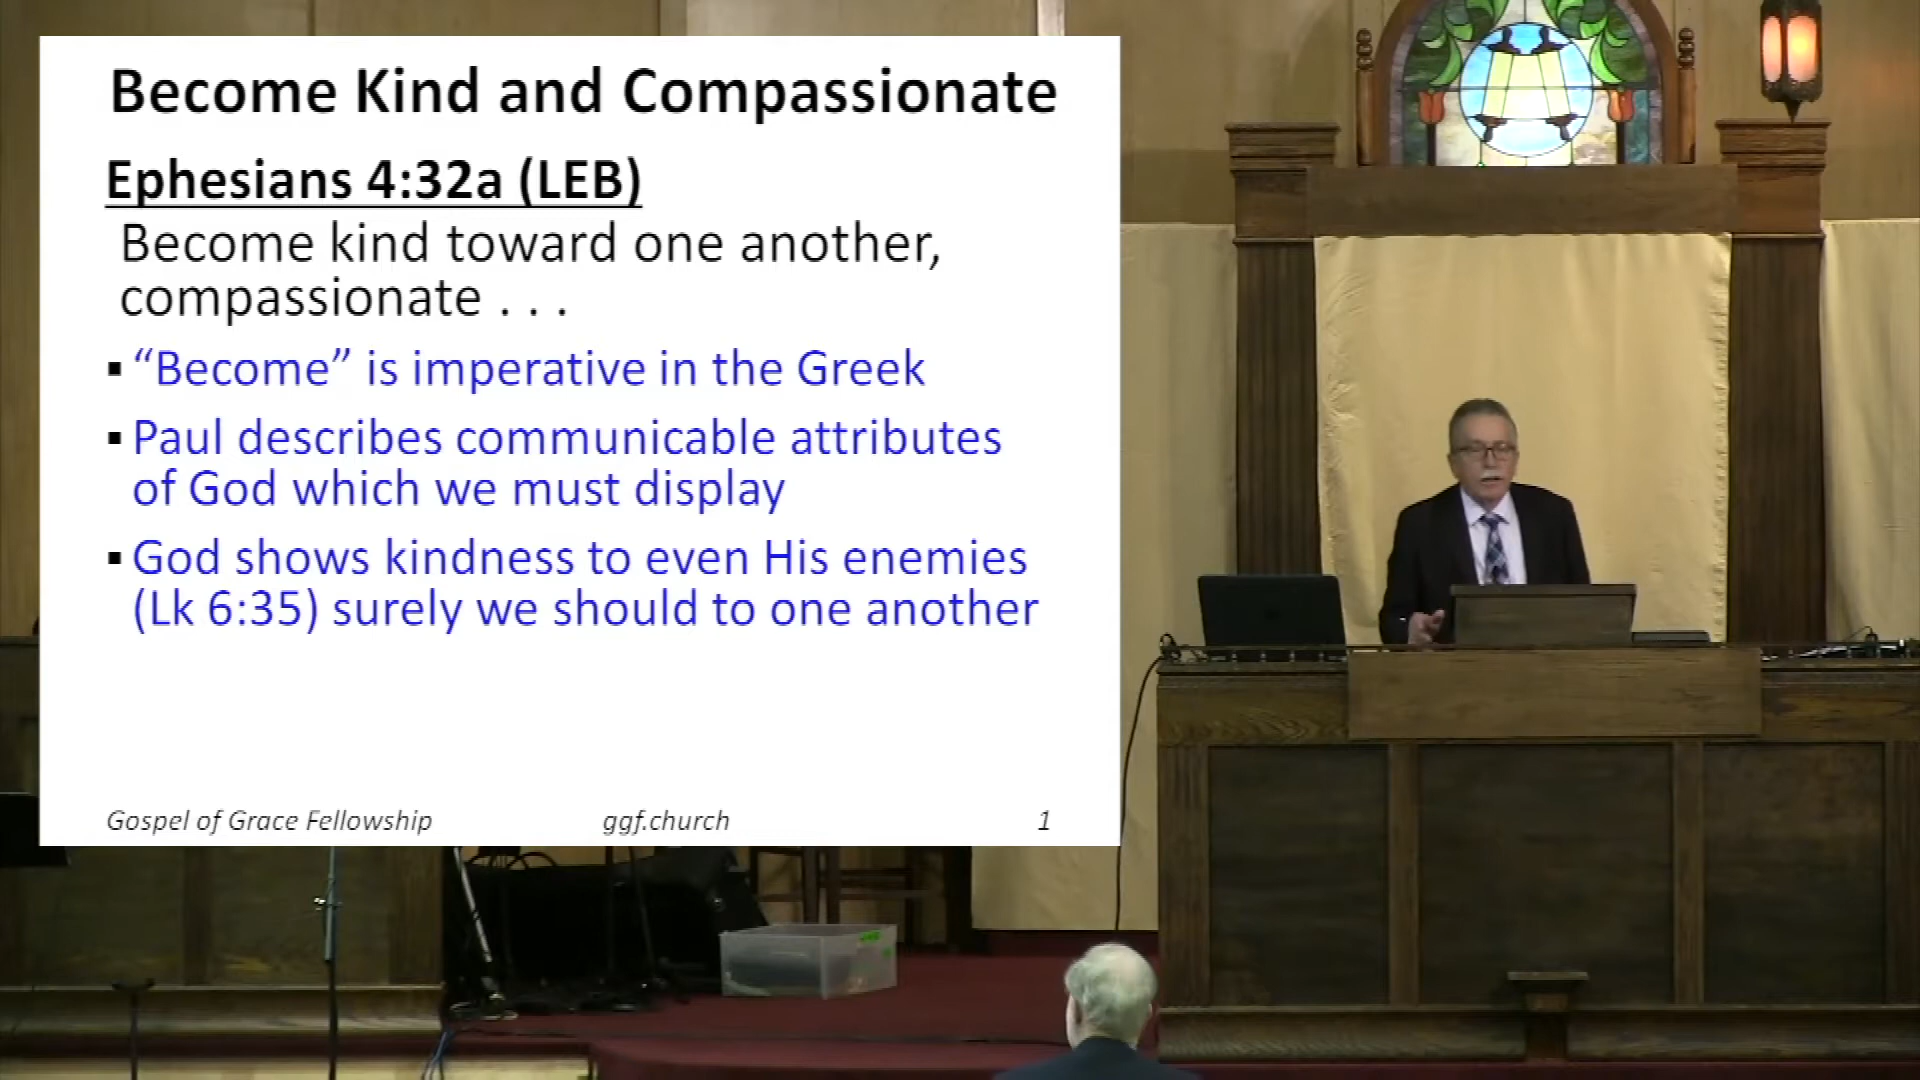 Become Kind and Compassionate
Ephesians 4:32a (LEB)
Become kind toward one another,
compassionate . . .
▪ “Become” is imperative in the Greek
▪ Paul describes communicable attributes
of God which we must display
▪ God shows kindness to even His enemies
(Lk 6:35) surely we should to one another
Gospel of Grace Fellowship ggf.church 1